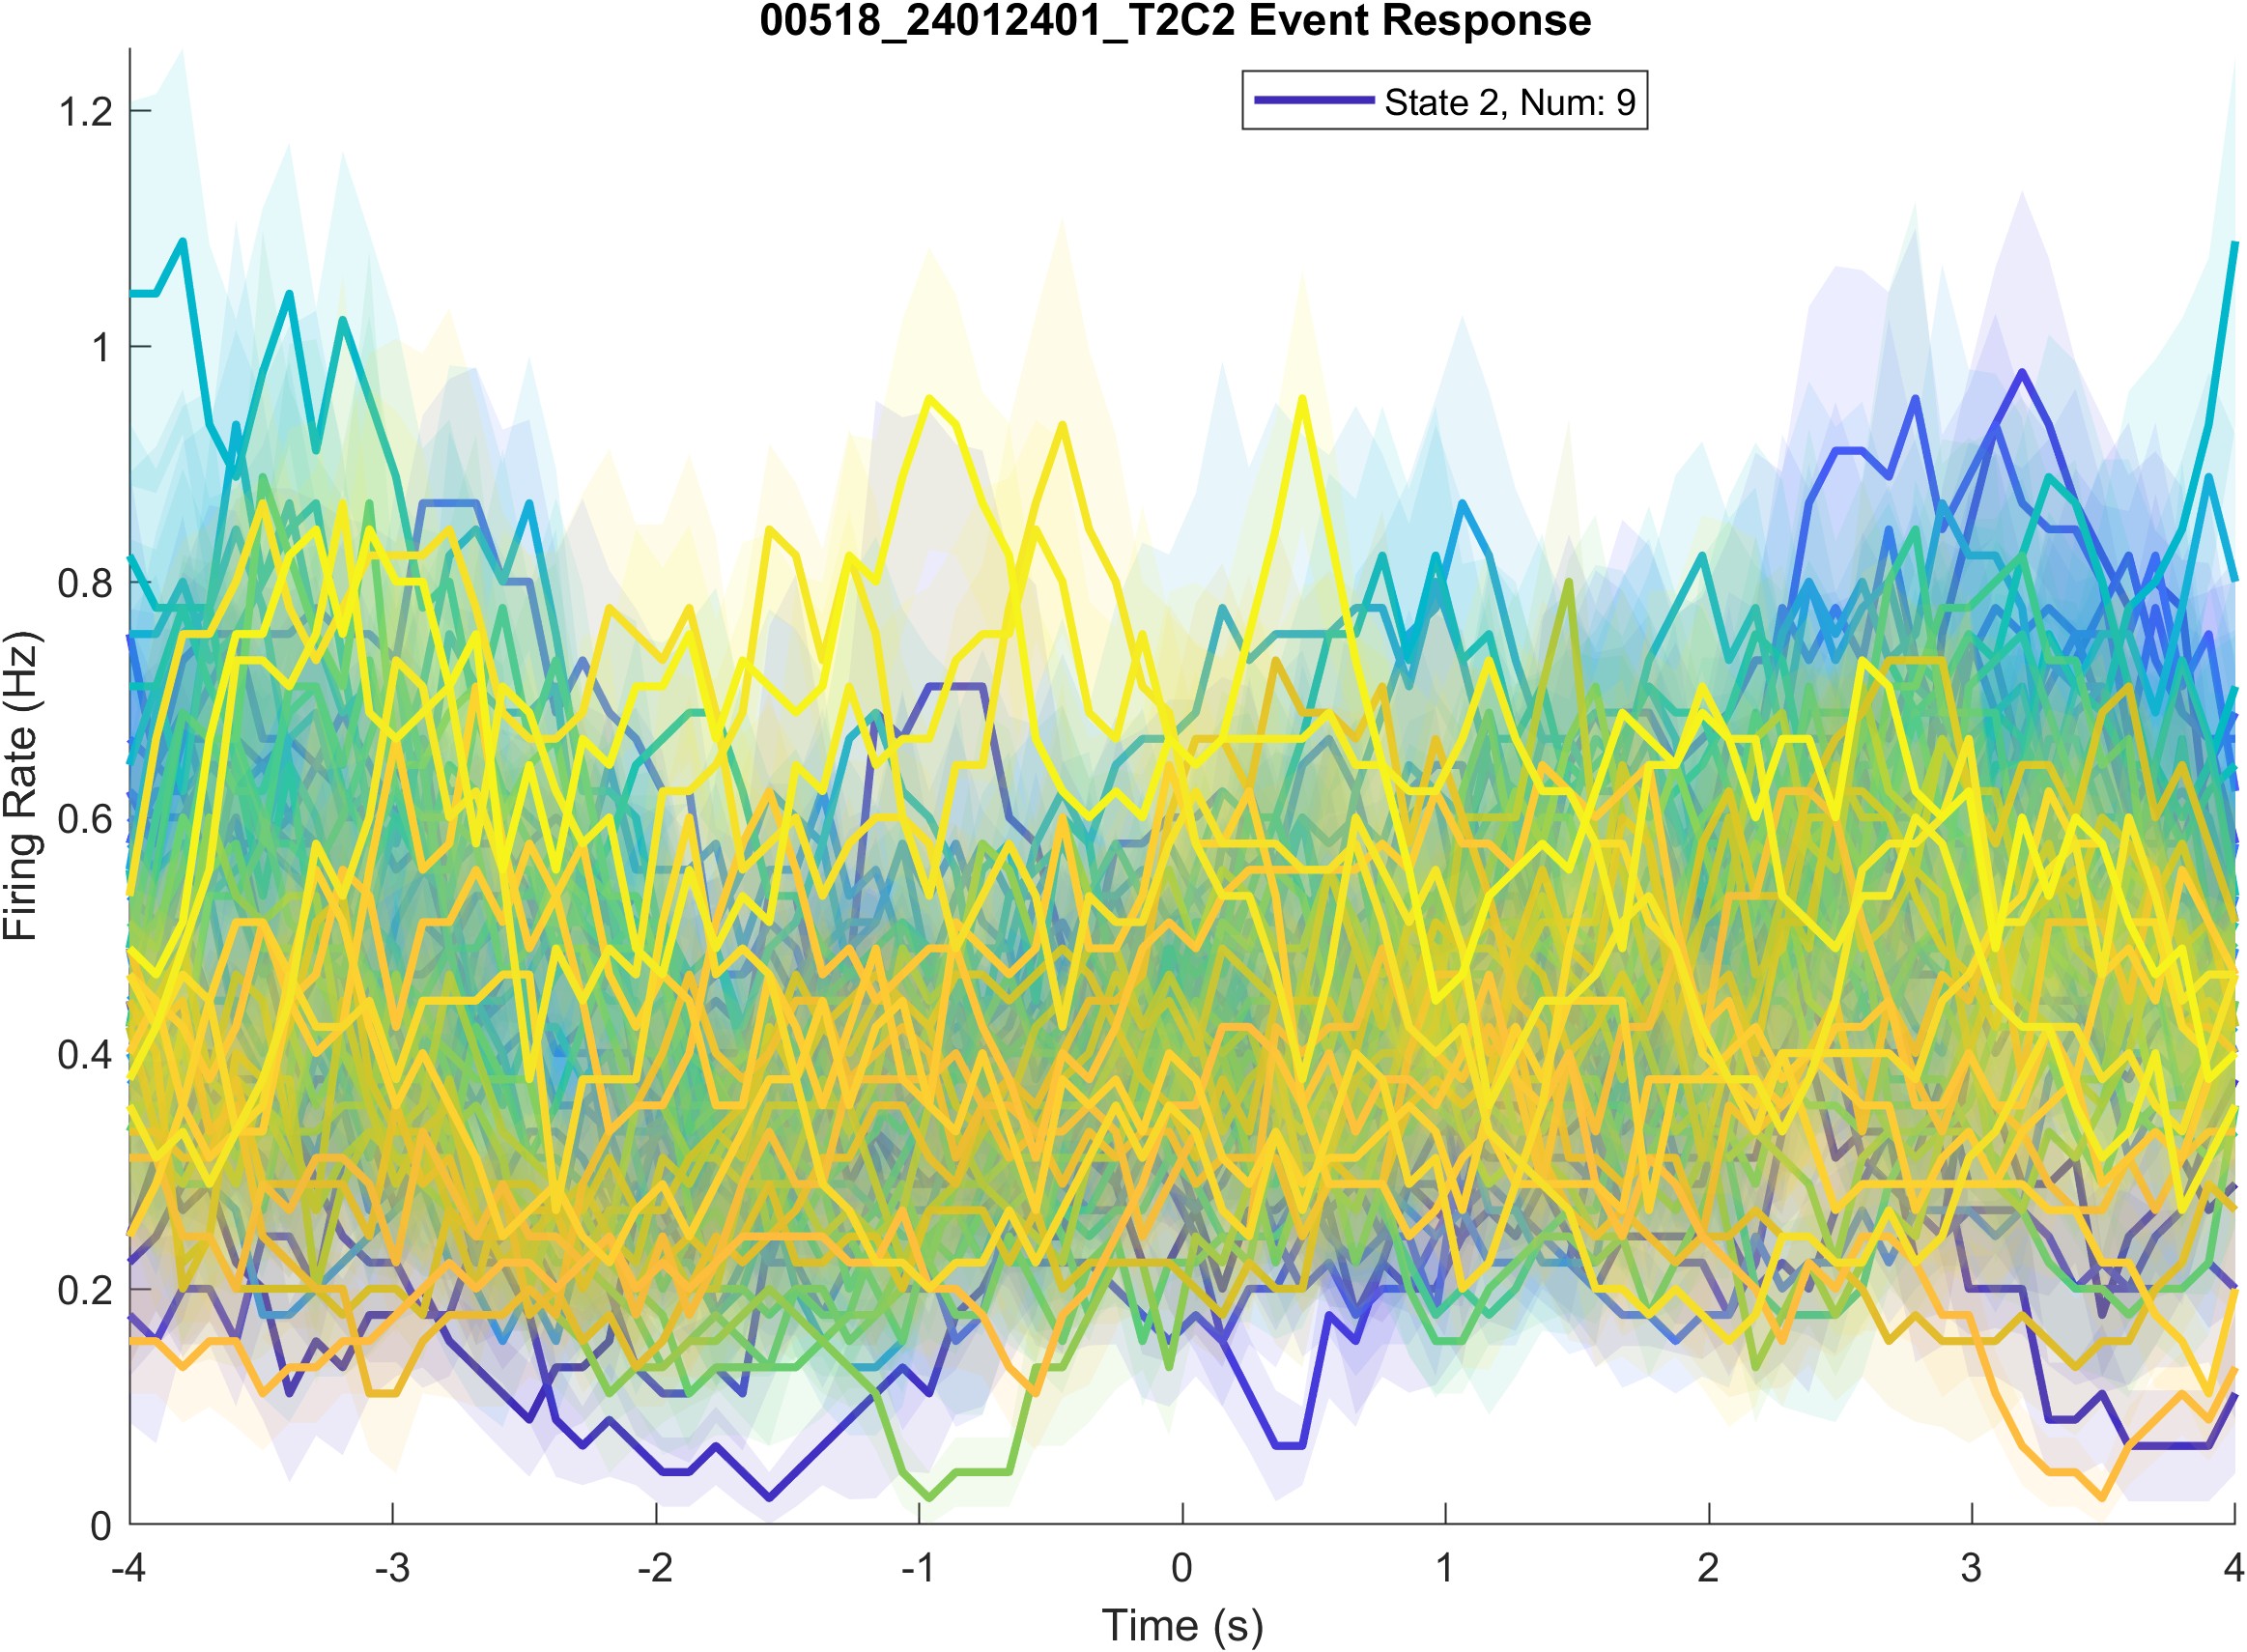 00518_24012401_T2C2 Event Response
State 2, Num: 9
1.2
1
0.8
0.6
0.4
0.2
0
Firing Rate (Hz)
-4 -3 -2 -1 0 1 2 3 4
Time (s)